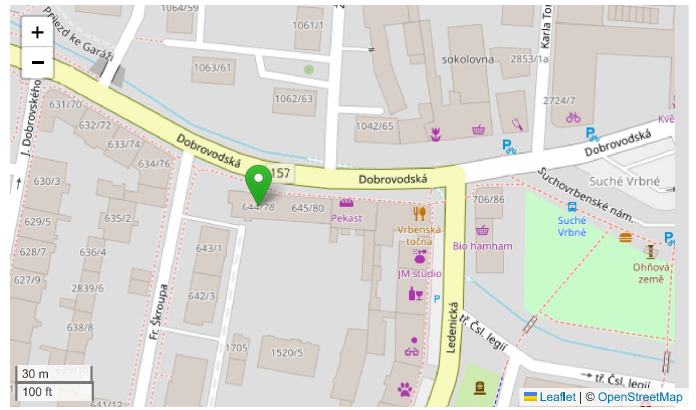 +
−
Příjezd ke Garáži
1064/59
1061/1
1063/61
1062/63
1042/65
sokolovna
2853/1a
Karla Tom
2724/7
Kvě
J. Dobrovského
631/70
632/72
633/74
634/76
Dobrovodská
157
Dobrovodská
Dobrovodská
Suché Vrbné
Suchovrbenské nám.
630/3
629/5
628/7
627/9
635/2
636/4
2839/6
638/8
641/12
643/1
642/3
1705
1520/5
Fr. Škroupa
644/78
645/80
Pekast
Vrbenská
točna
JM studio
706/86
Bio hamham
Suché
Vrbné
Ohňová
země
P
Ledenická
tř. Čsl. legií
→ tř. Čsl. legií
30 m
100 ft
Leaflet | © OpenStreetMap